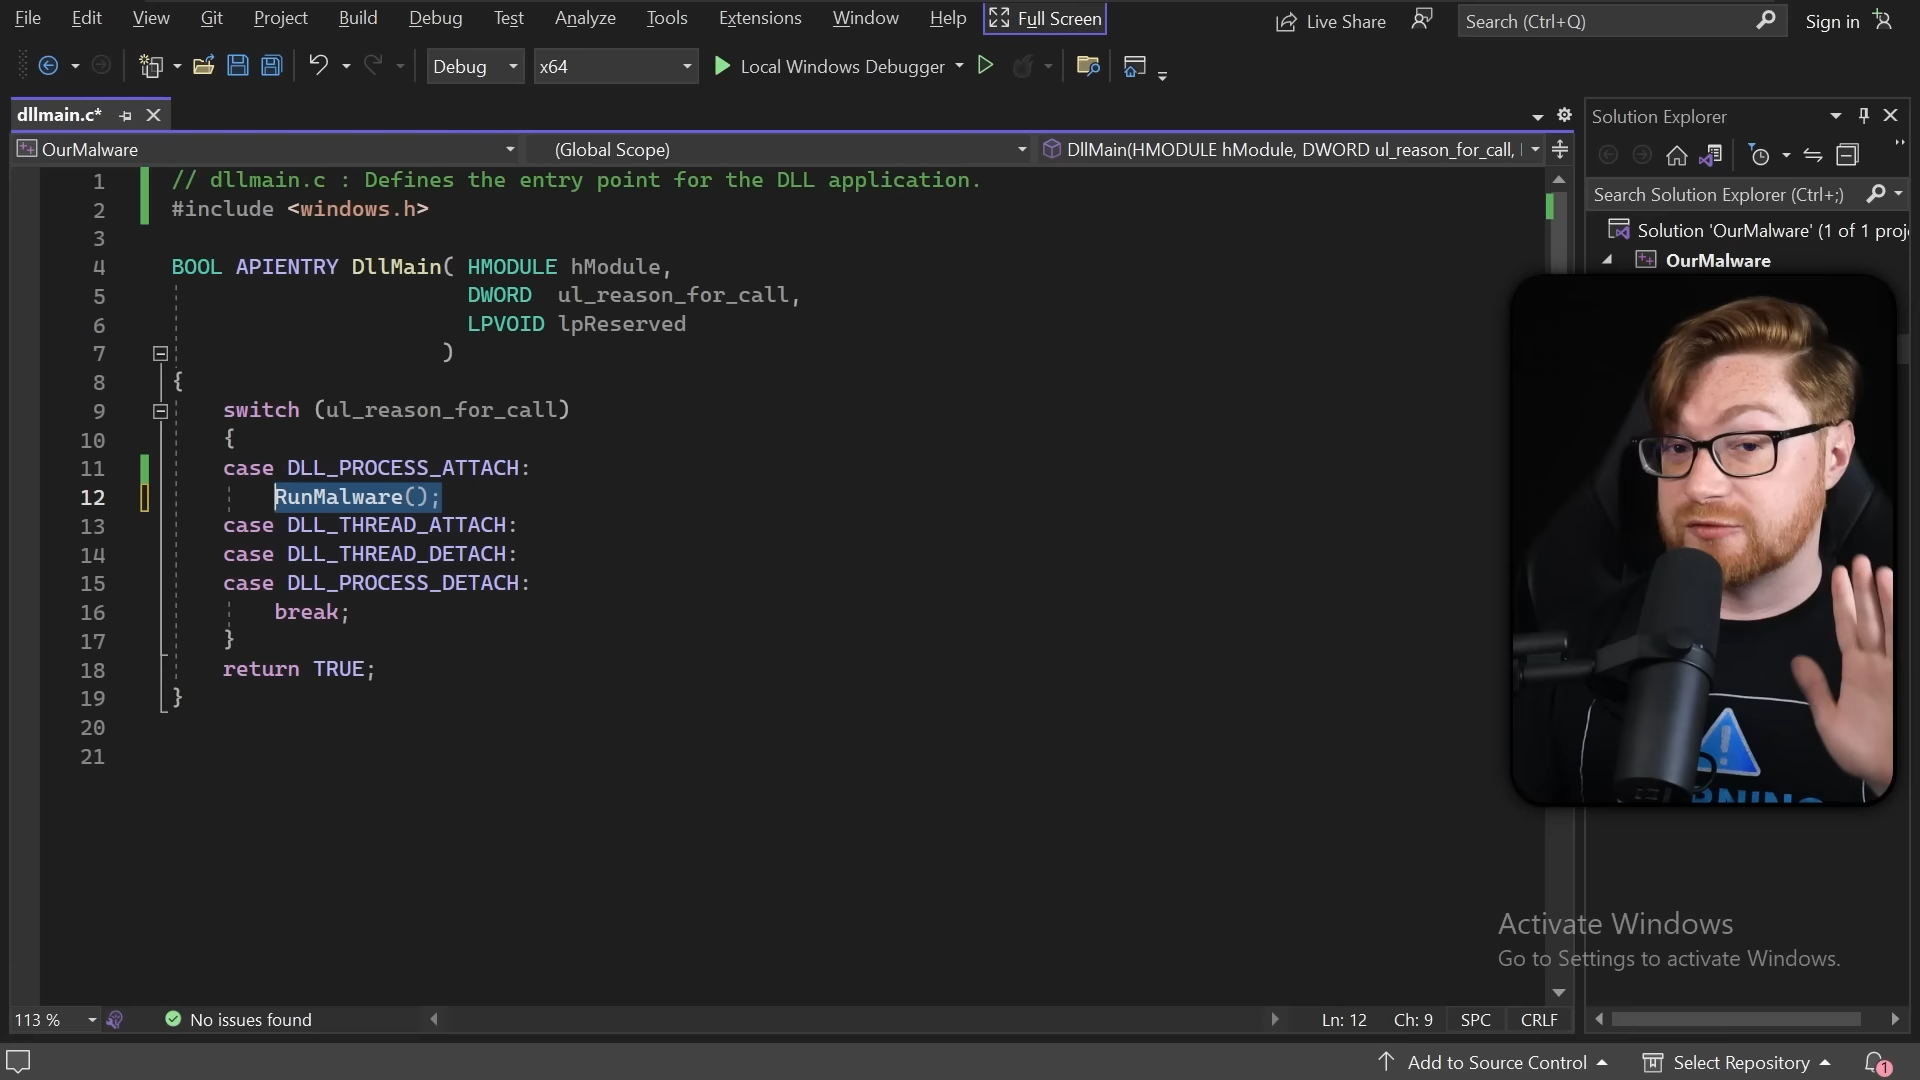 File Edit View Git Project Build Debug Test Analyze Tools Extensions Window Help Full Screen Live Share Search (Ctrl+Q) Sign in
Debug x64 Local Windows Debugger
dllmain.c*
OurMalware (Global Scope) DllMain(HMODULE hModule, DWORD ul_reason_for_call,
1 // dllmain.c : Defines the entry point for the DLL application.
2 #include <windows.h>
3
4 BOOL APIENTRY DllMain( HMODULE hModule,
5 DWORD  ul_reason_for_call,
6 LPVOID lpReserved
7 )
8 {
9 switch (ul_reason_for_call)
10 {
11 case DLL_PROCESS_ATTACH:
12 RunMalware();
13 case DLL_THREAD_ATTACH:
14 case DLL_THREAD_DETACH:
15 case DLL_PROCESS_DETACH:
16 break;
17 }
18 return TRUE;
19 }
20
21
113 % No issues found Ln: 12 Ch: 9 SPC CRLF
Solution Explorer
Search Solution Explorer (Ctrl+;)
Solution 'OurMalware' (1 of 1 proj
OurMalware
Activate Windows
Go to Settings to activate Windows.
Add to Source Control Select Repository 1